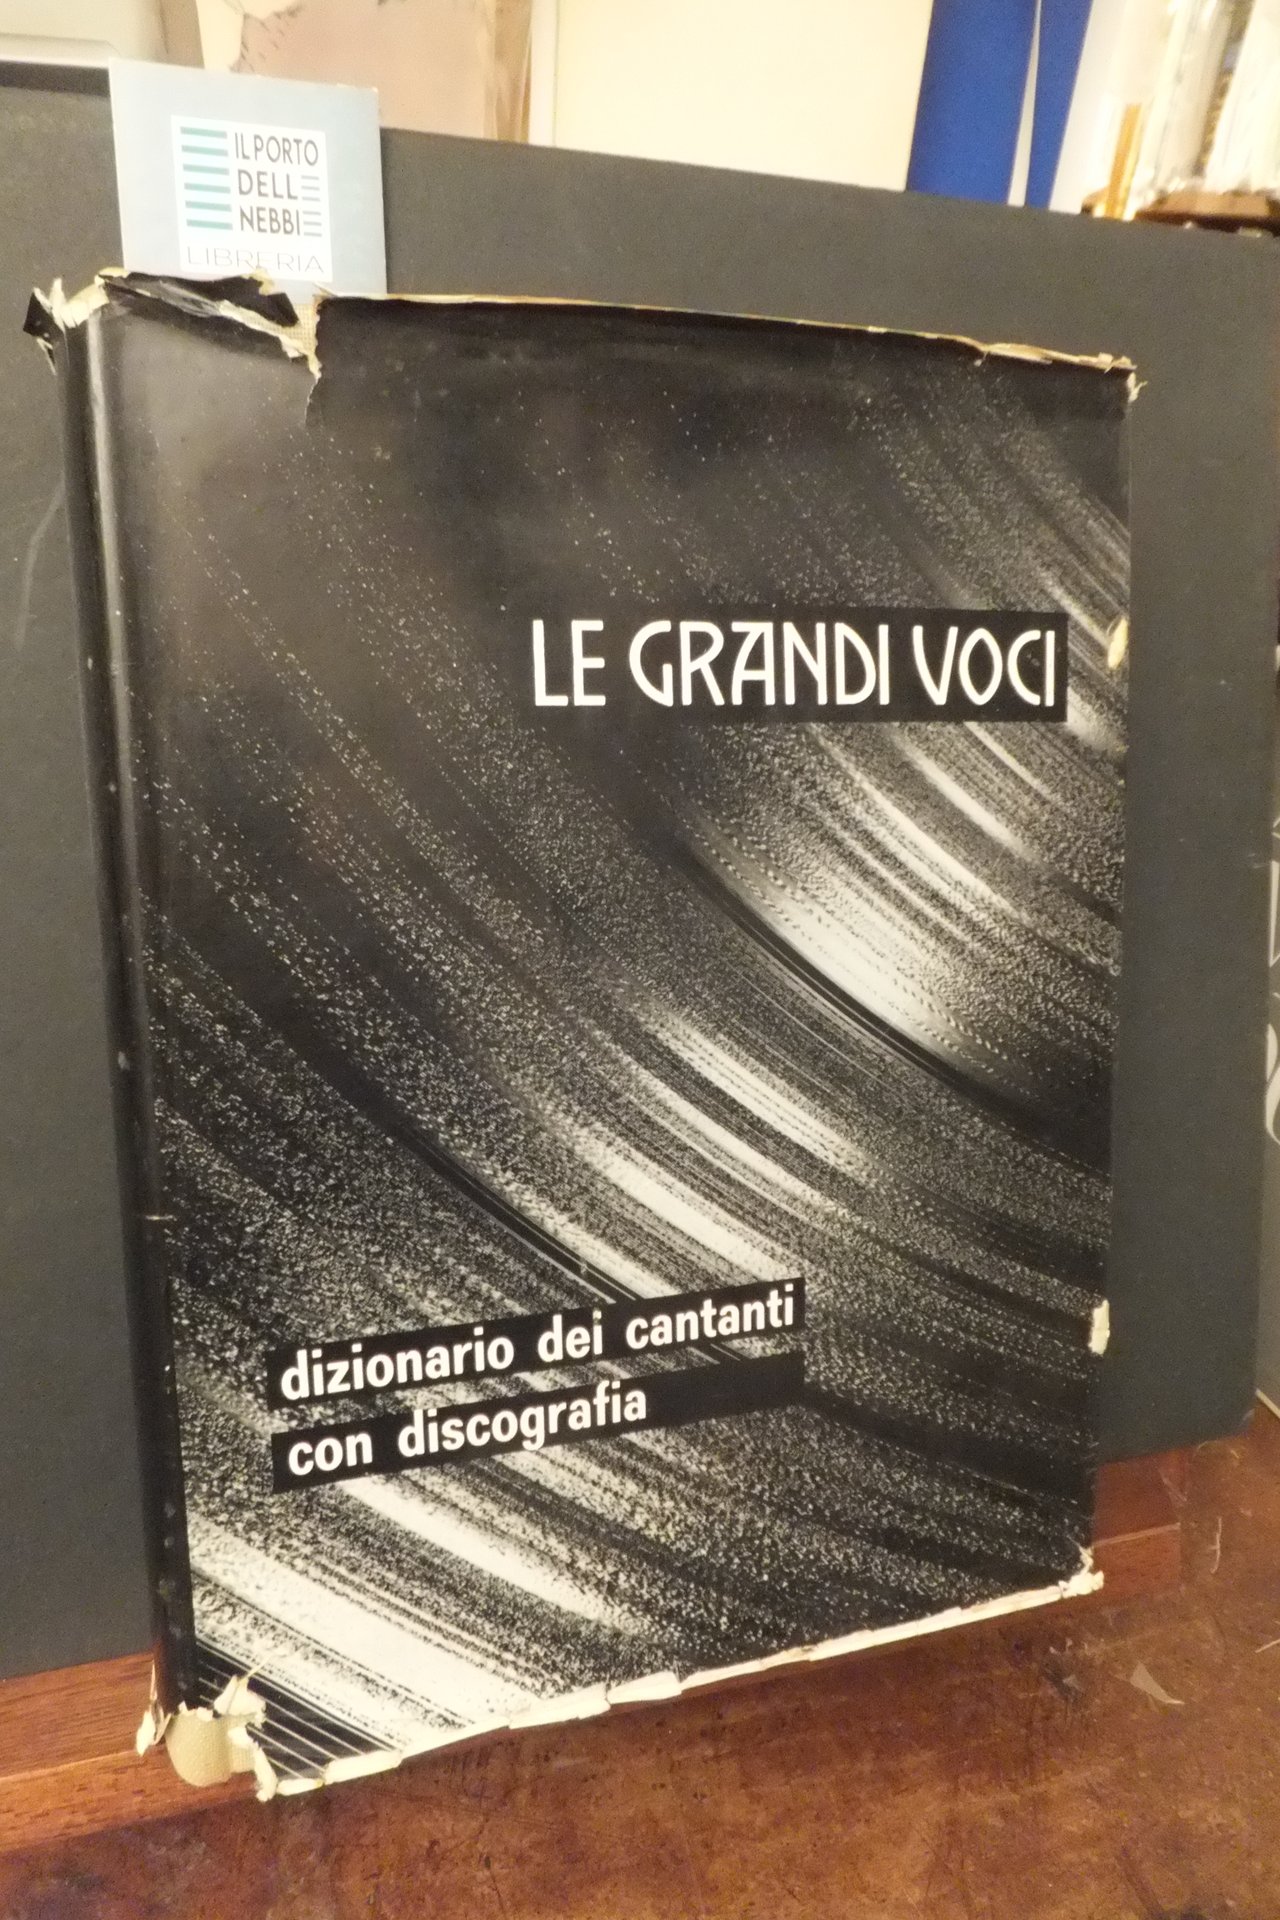 IL PORTO
DELL
NEBBI
LIBRERIA
LE GRANDI VOCI
dizionario dei cantanti
con discografia